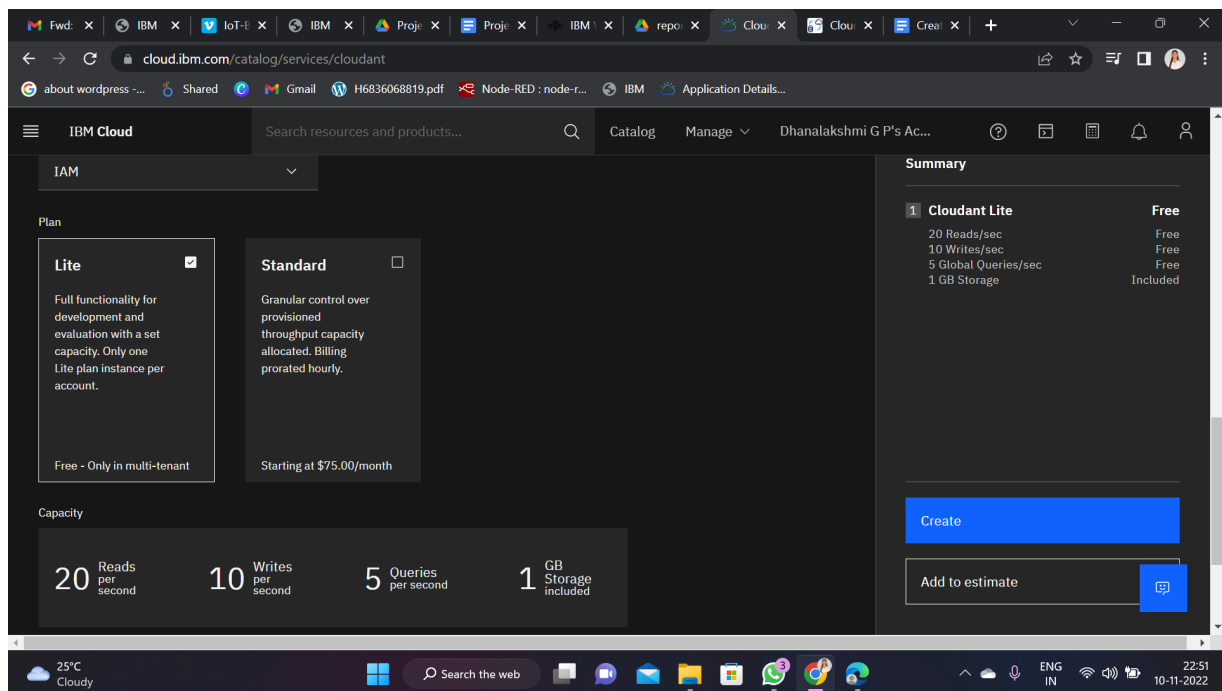 Fwd:
IBM
IoT-B
IBM
Proje
Proje
IBM W
repor
Cloud
Cloud
Creat
cloud.ibm.com/catalog/services/cloudant
about wordpress -...
Shared
Gmail
H6836068819.pdf
Node-RED : node-r...
IBM
Application Details...
IBM Cloud
Search resources and products...
Catalog
Manage
Dhanalakshmi G P's Ac...
IAM
Plan
Lite
Full functionality for
development and
evaluation with a set
capacity. Only one
Lite plan instance per
account.
Free - Only in multi-tenant
Standard
Granular control over
provisioned
throughput capacity
allocated. Billing
prorated hourly.
Starting at $75.00/month
Capacity
20 Reads per second
10 Writes per second
5 Queries per second
1 GB Storage included
Summary
1 Cloudant Lite Free
20 Reads/sec Free
10 Writes/sec Free
5 Global Queries/sec Free
1 GB Storage Included
Create
Add to estimate
25°C
Cloudy
Search the web
3
ENG
IN
22:51
10-11-2022